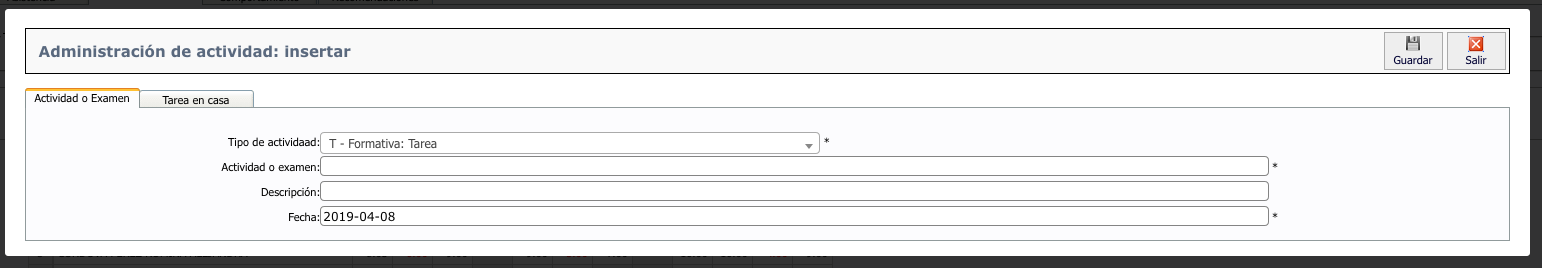 Administración de actividad: insertar
Guardar
Salir
Actividad o Examen
Tarea en casa
Tipo de actividaad: T - Formativa: Tarea *
Actividad o examen: *
Descripción:
Fecha: 2019-04-08 *